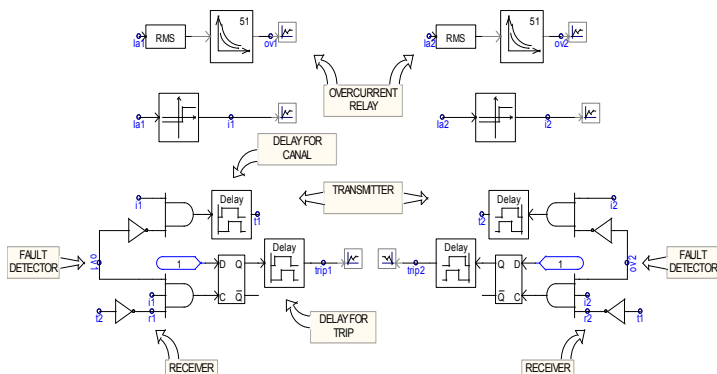 51
51
RMS
RMS
Ia1
ov1
Ia2
ov2
OVERCURRENT
RELAY
Ia1
i1
Ia2
i2
DELAY FOR
CANAL
TRANSMITTER
i1
Delay
t1
Delay
t2
i2
FAULT
DETECTOR
ov1
1
D Q
C Q
Delay
trip1
Delay
trip2
Q D
Q C
1
ov2
FAULT
DETECTOR
i1
t2
r1
i2
r2
t1
DELAY FOR
TRIP
RECEIVER
RECEIVER